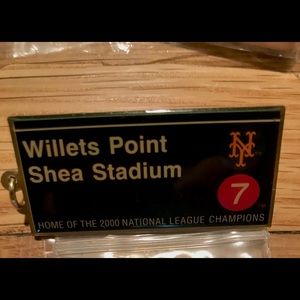 Willets Point
NY
Shea Stadium
7
HOME OF THE 2000 NATIONAL LEAGUE CHAMPIONS